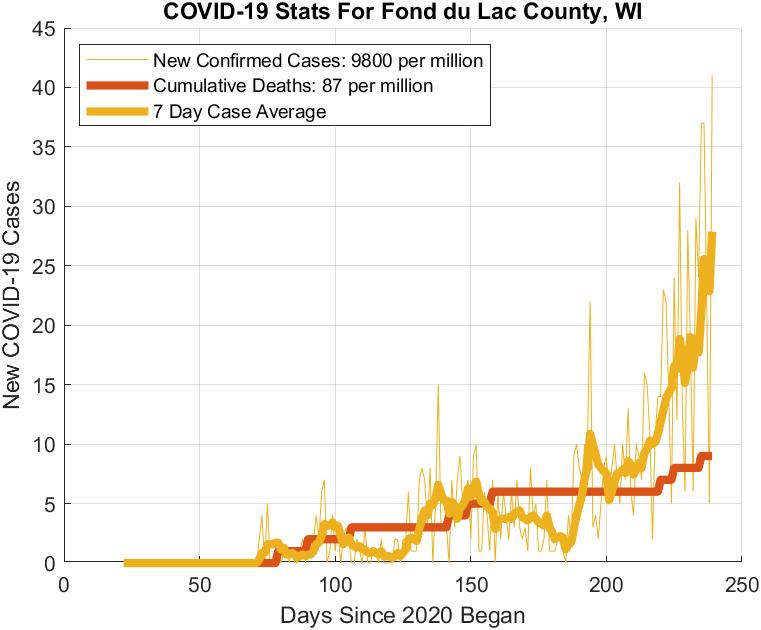 COVID-19 Stats For Fond du Lac County, WI
New Confirmed Cases: 9800 per million
Cumulative Deaths: 87 per million
7 Day Case Average
New COVID-19 Cases
45
40
35
30
25
20
15
10
5
0
0 50 100 150 200 250
Days Since 2020 Began